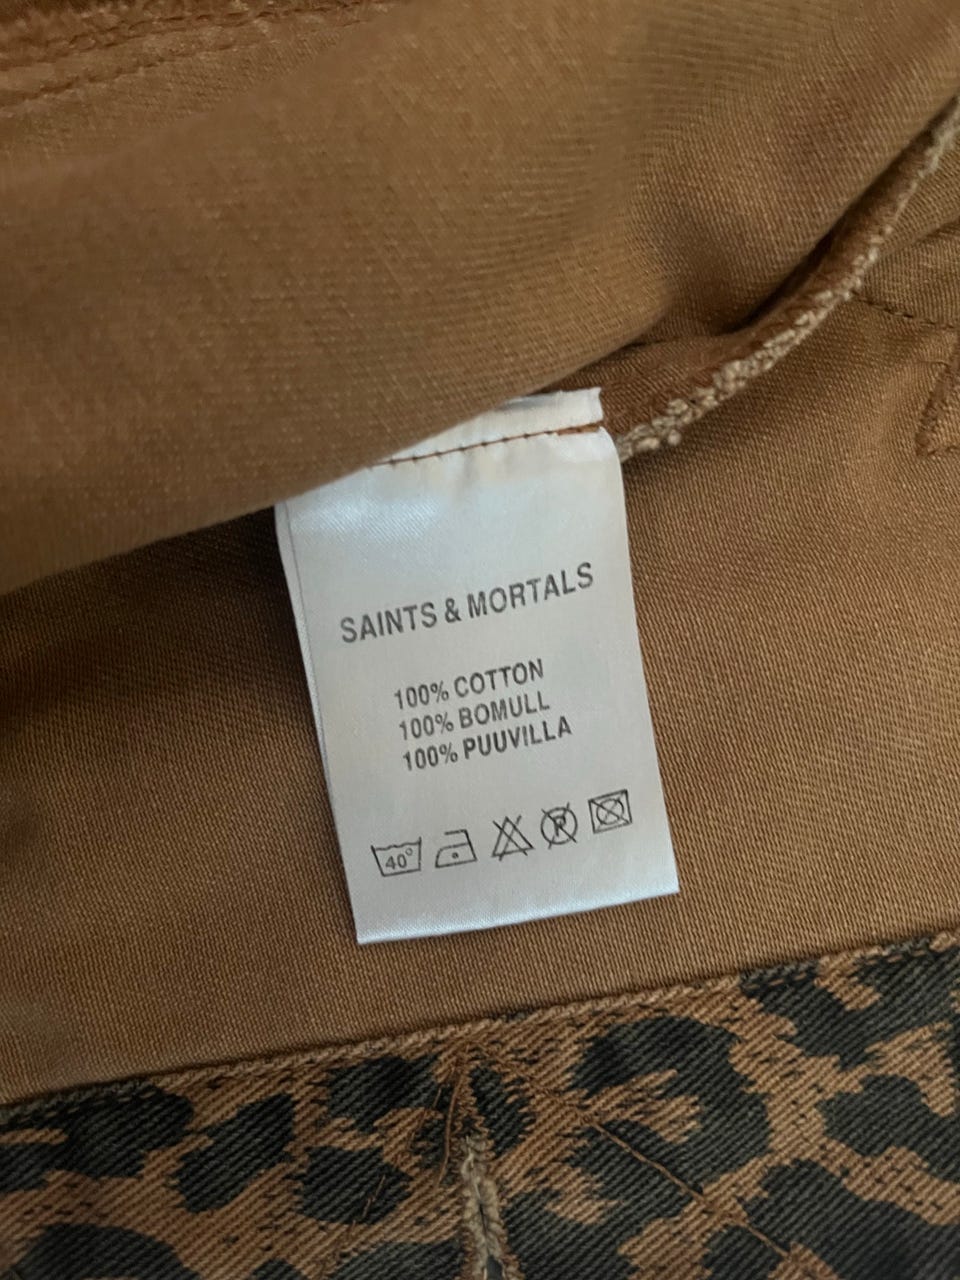 SAINTS & MORTALS
100% COTTON
100% BOMULL
100% PUUVILLA
40° P